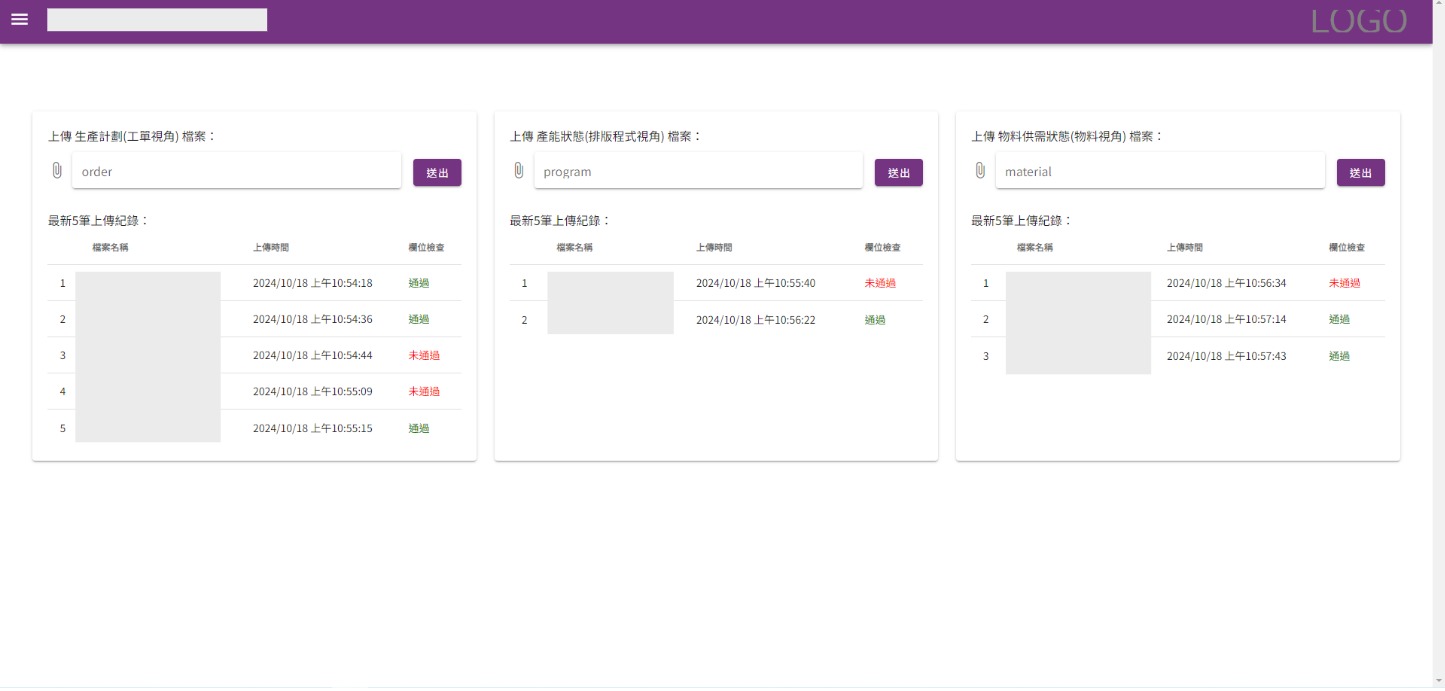 LOGO
上傳 生產計劃(工單視角) 檔案：
order
送出
最新5筆上傳紀錄：
檔案名稱 上傳時間 欄位檢查
1 2024/10/18 上午10:54:18 通過
2 2024/10/18 上午10:54:36 通過
3 2024/10/18 上午10:54:44 未通過
4 2024/10/18 上午10:55:09 未通過
5 2024/10/18 上午10:55:15 通過
上傳 產能狀態(排版程式視角) 檔案：
program
送出
最新5筆上傳紀錄：
檔案名稱 上傳時間 欄位檢查
1 2024/10/18 上午10:55:40 未通過
2 2024/10/18 上午10:56:22 通過
上傳 物料供需狀態(物料視角) 檔案：
material
送出
最新5筆上傳紀錄：
檔案名稱 上傳時間 欄位檢查
1 2024/10/18 上午10:56:34 未通過
2 2024/10/18 上午10:57:14 通過
3 2024/10/18 上午10:57:43 通過